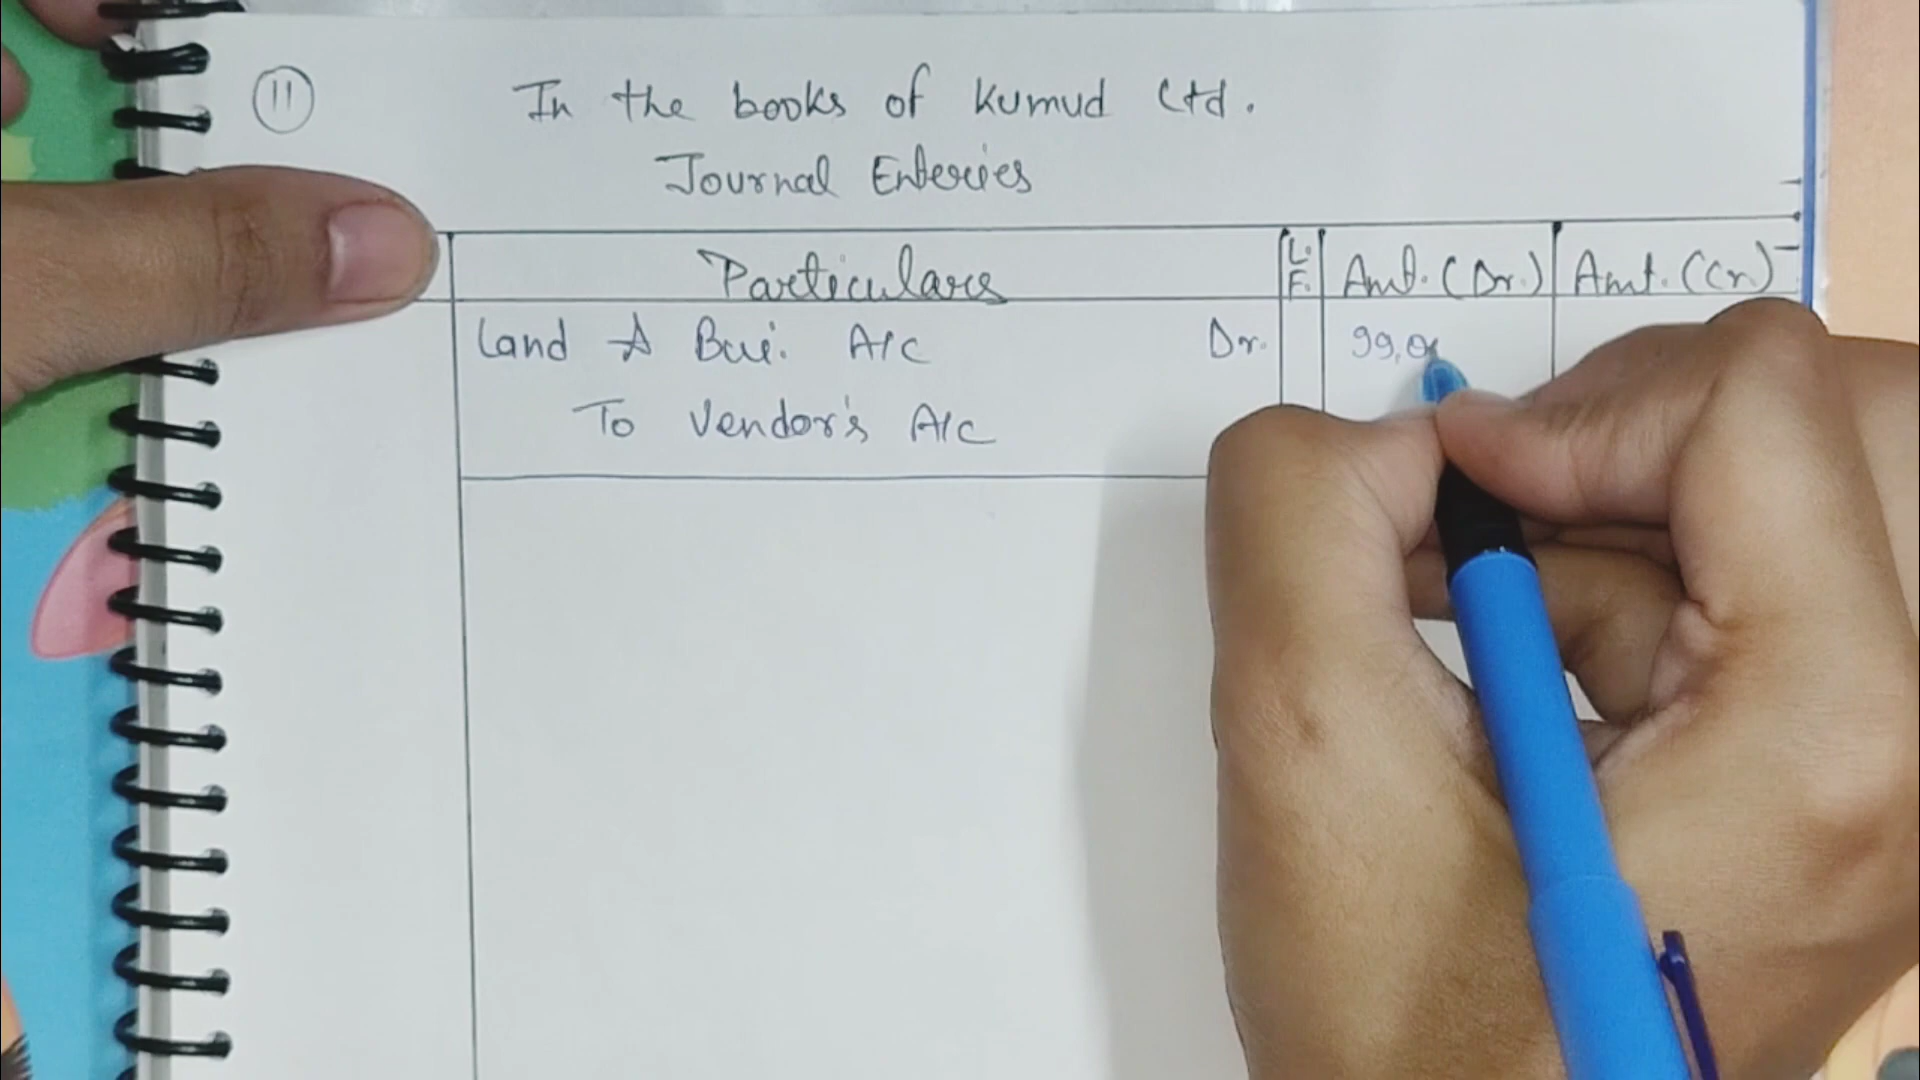 11
In the books of Kumud Ltd.
Journal Enteries
Particulars L.F. Amt. (Dr.) Amt. (Cr.)
Land & Bui. A/c Dr. 99,0
To Vendor's A/c